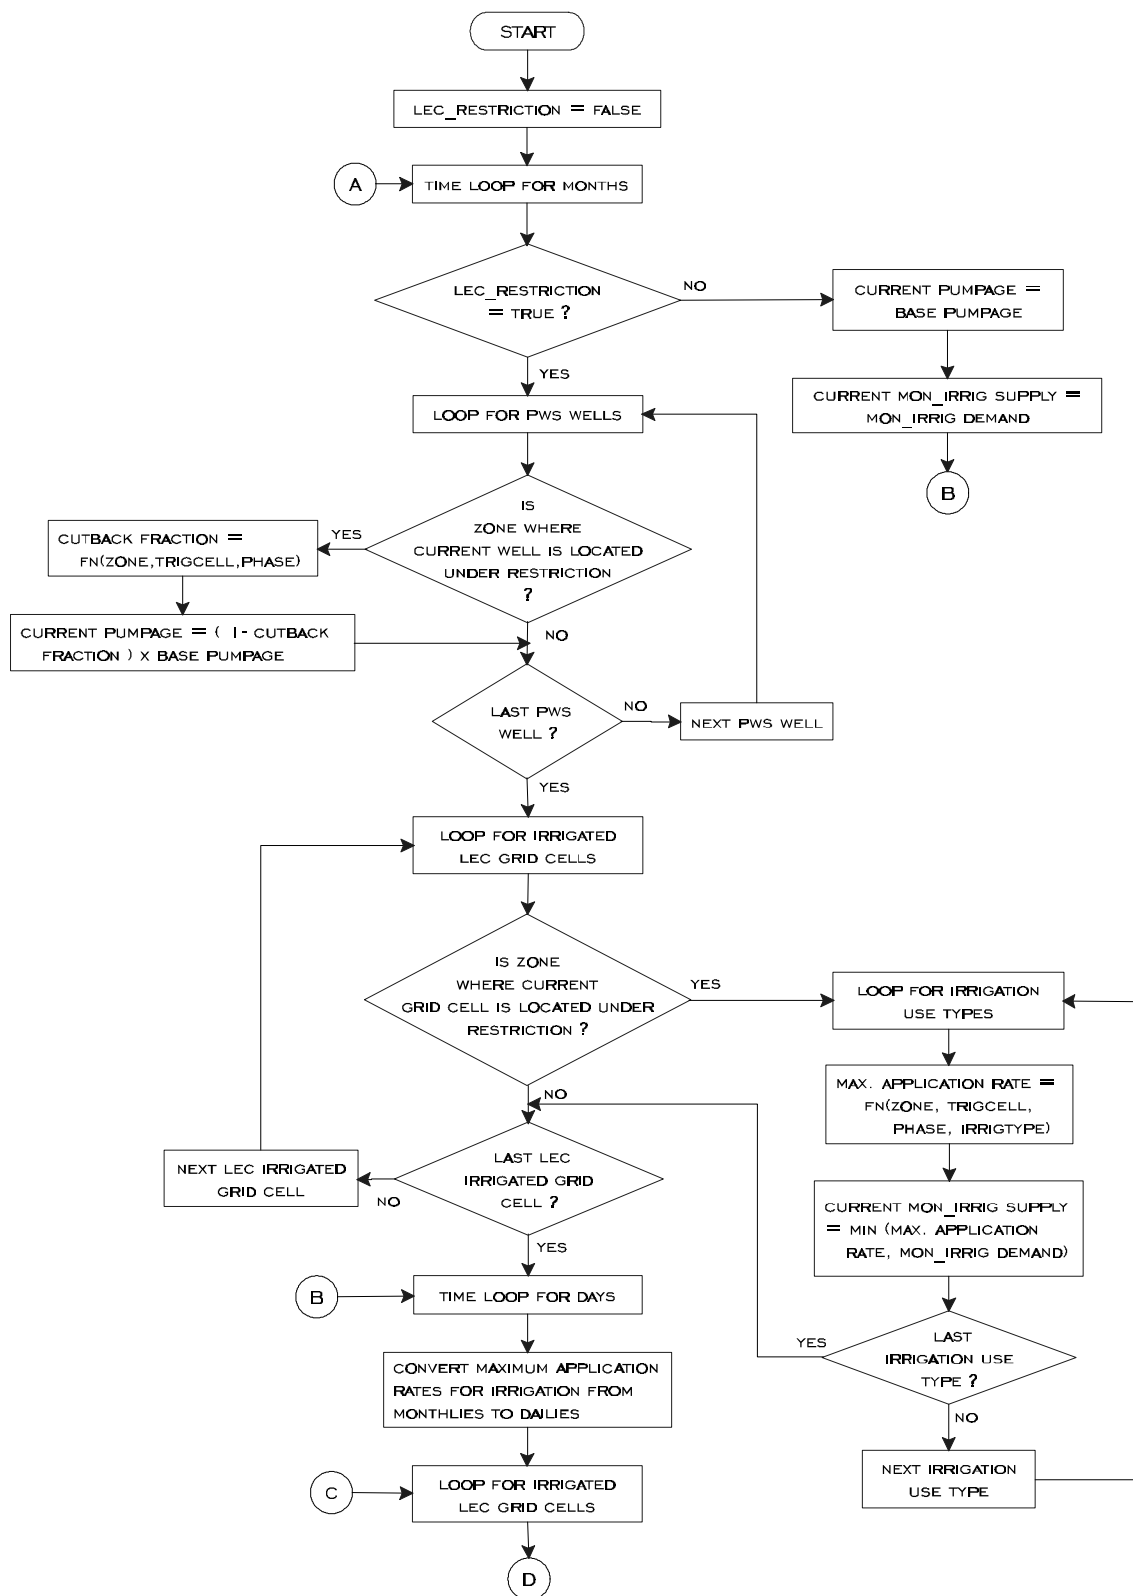 START
LEC_RESTRICTION = FALSE
A
TIME LOOP FOR MONTHS
LEC_RESTRICTION
= TRUE ?
NO
CURRENT PUMPAGE =
BASE PUMPAGE
YES
CURRENT MON_IRRIG SUPPLY =
MON_IRRIG DEMAND
B
LOOP FOR PWS WELLS
IS
ZONE WHERE
CURRENT WELL IS LOCATED
UNDER RESTRICTION
?
YES
CUTBACK FRACTION =
FN(ZONE,TRIGCELL,PHASE)
CURRENT PUMPAGE = ( 1- CUTBACK
FRACTION ) X BASE PUMPAGE
NO
LAST PWS
WELL ?
NO
NEXT PWS WELL
YES
LOOP FOR IRRIGATED
LEC GRID CELLS
IS ZONE
WHERE CURRENT
GRID CELL IS LOCATED UNDER
RESTRICTION ?
YES
LOOP FOR IRRIGATION
USE TYPES
MAX. APPLICATION RATE =
FN(ZONE, TRIGCELL,
PHASE, IRRIGTYPE)
NO
LAST LEC
IRRIGATED GRID
CELL ?
NO
NEXT LEC IRRIGATED
GRID CELL
CURRENT MON_IRRIG SUPPLY
= MIN (MAX. APPLICATION
RATE, MON_IRRIG DEMAND)
YES
B
TIME LOOP FOR DAYS
YES
LAST
IRRIGATION USE
TYPE ?
CONVERT MAXIMUM APPLICATION
RATES FOR IRRIGATION FROM
MONTHLIES TO DAILIES
NO
NEXT IRRIGATION
USE TYPE
C
LOOP FOR IRRIGATED
LEC GRID CELLS
D